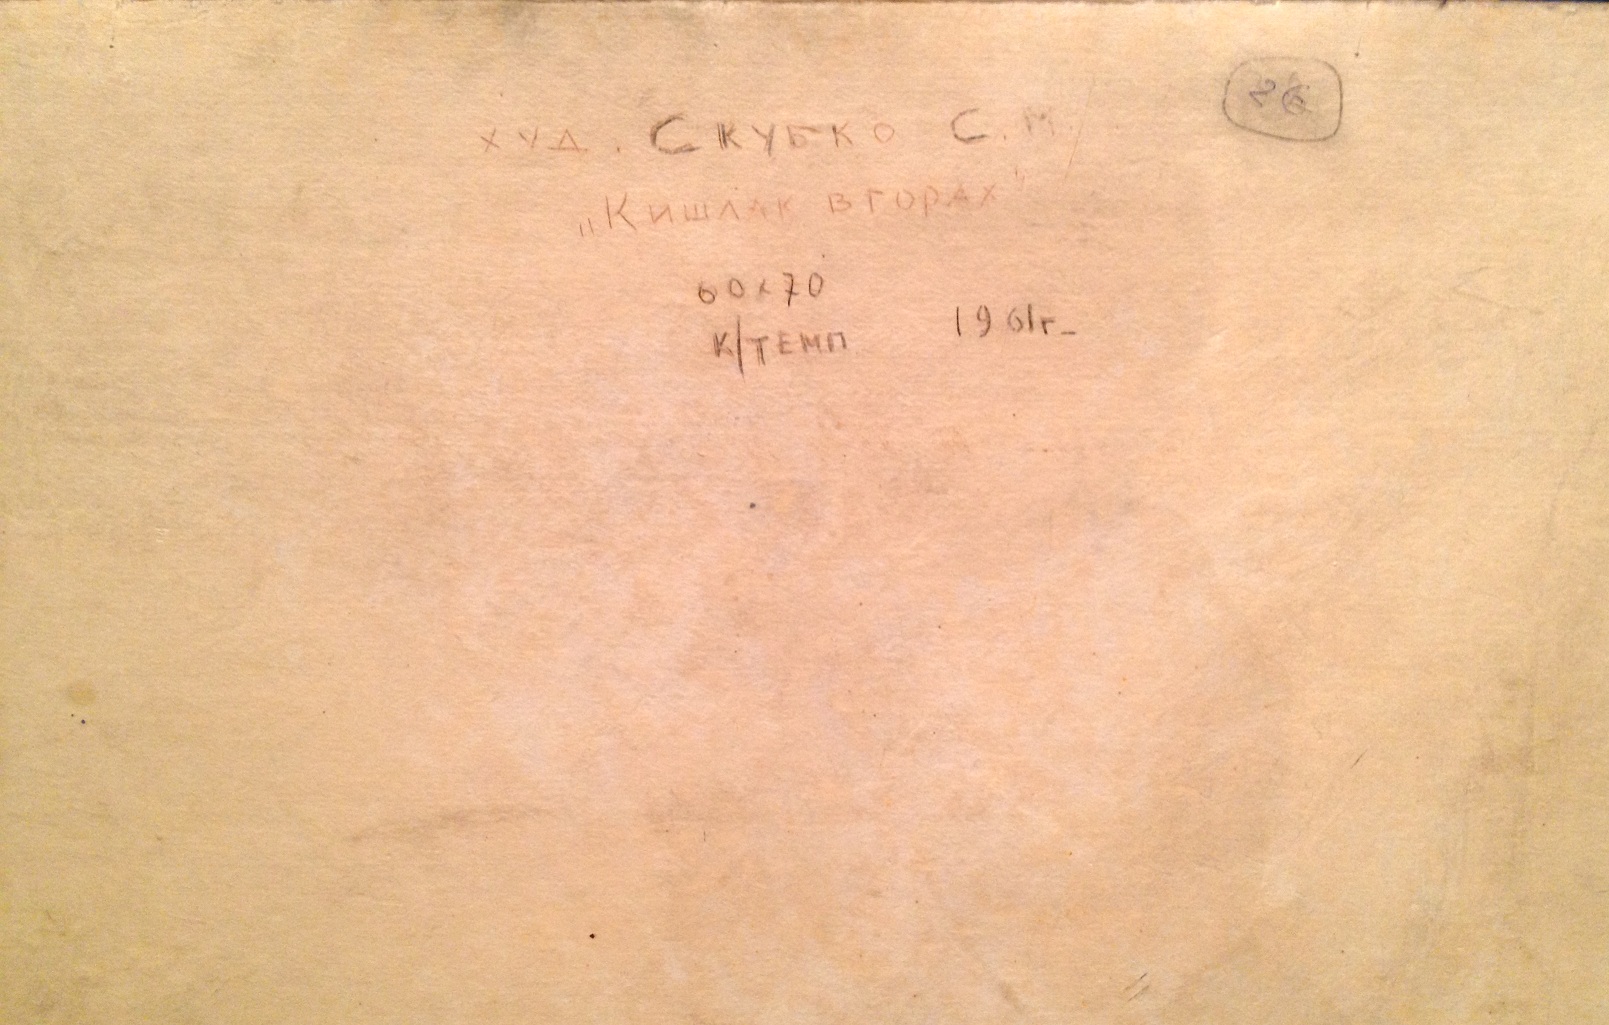 26
худ. Скубко С.М.
„Кишлак в горах"
60х70
к/темп 1961г-